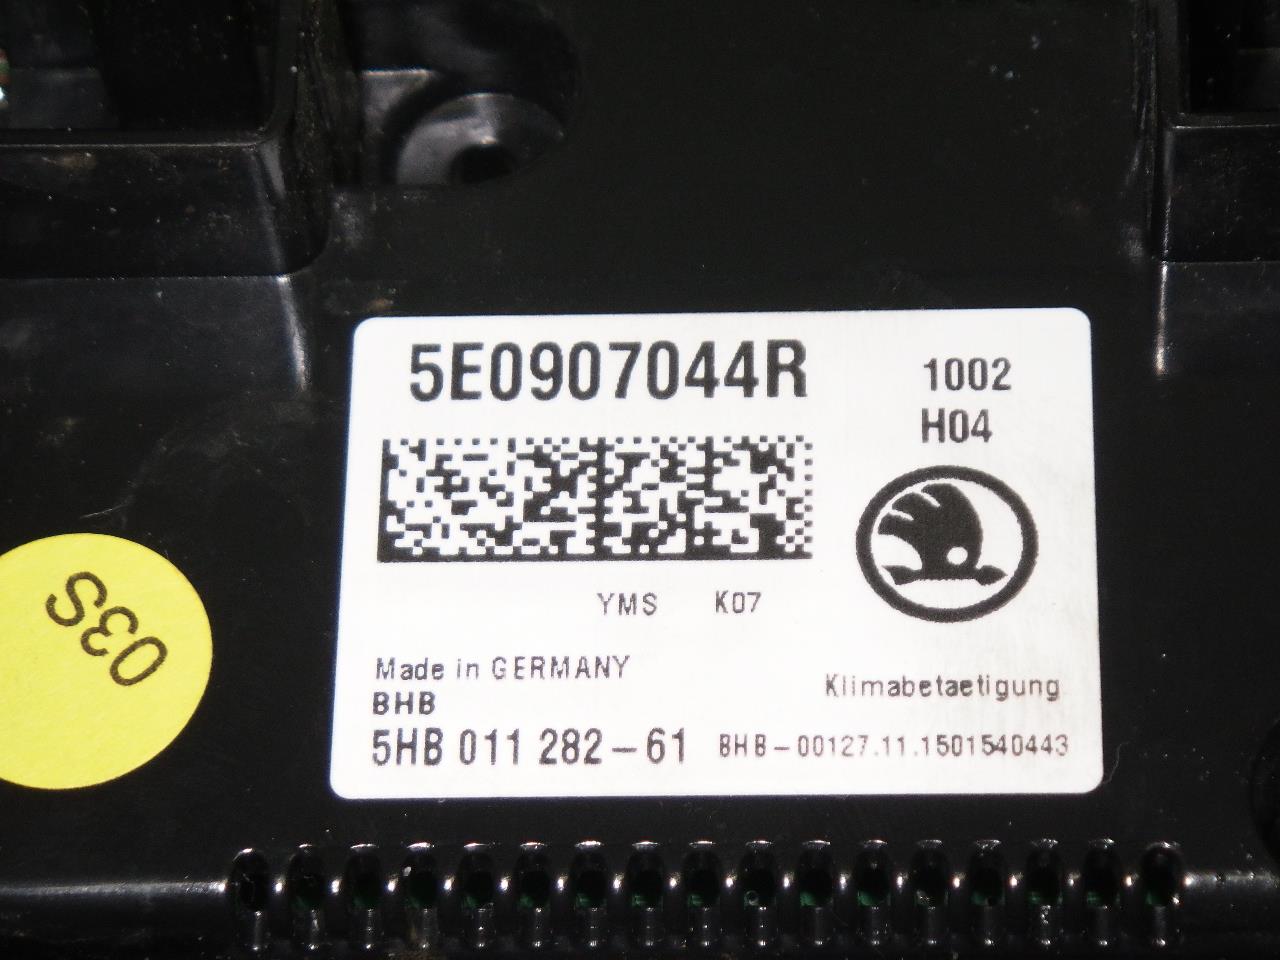 5E0907044R
1002
H04
YMS K07
Made in GERMANY
BHB
Klimabetaetigung
5HB 011 282-61
BHB-00127.11.1501540443
03S